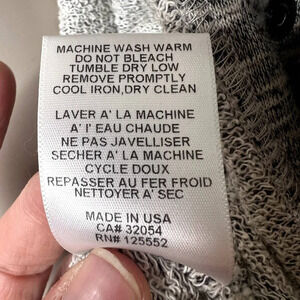 MACHINE WASH WARM
DO NOT BLEACH
TUMBLE DRY LOW
REMOVE PROMPTLY
COOL IRON,DRY CLEAN
LAVER A' LA MACHINE
A' l' EAU CHAUDE
NE PAS JAVELLISER
SECHER A' LA MACHINE
CYCLE DOUX
REPASSER AU FER FROID
NETTOYER A' SEC
MADE IN USA
CA# 32054
RN# 125552